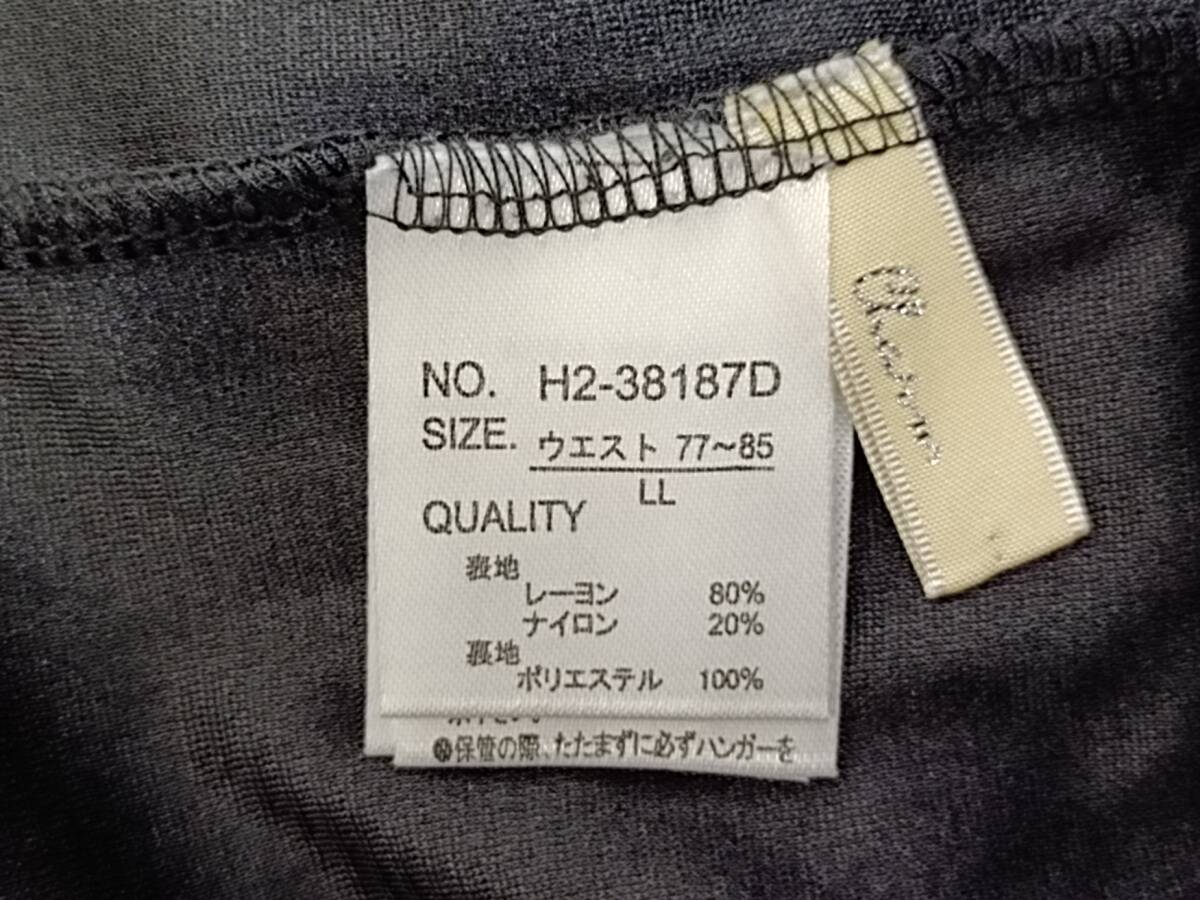 NO. H2-38187D
SIZE. ウエスト 77~85
LL
QUALITY
表地
レーヨン 80%
ナイロン 20%
裏地
ポリエステル 100%
保管の際、たたまずに必ずハンガーを